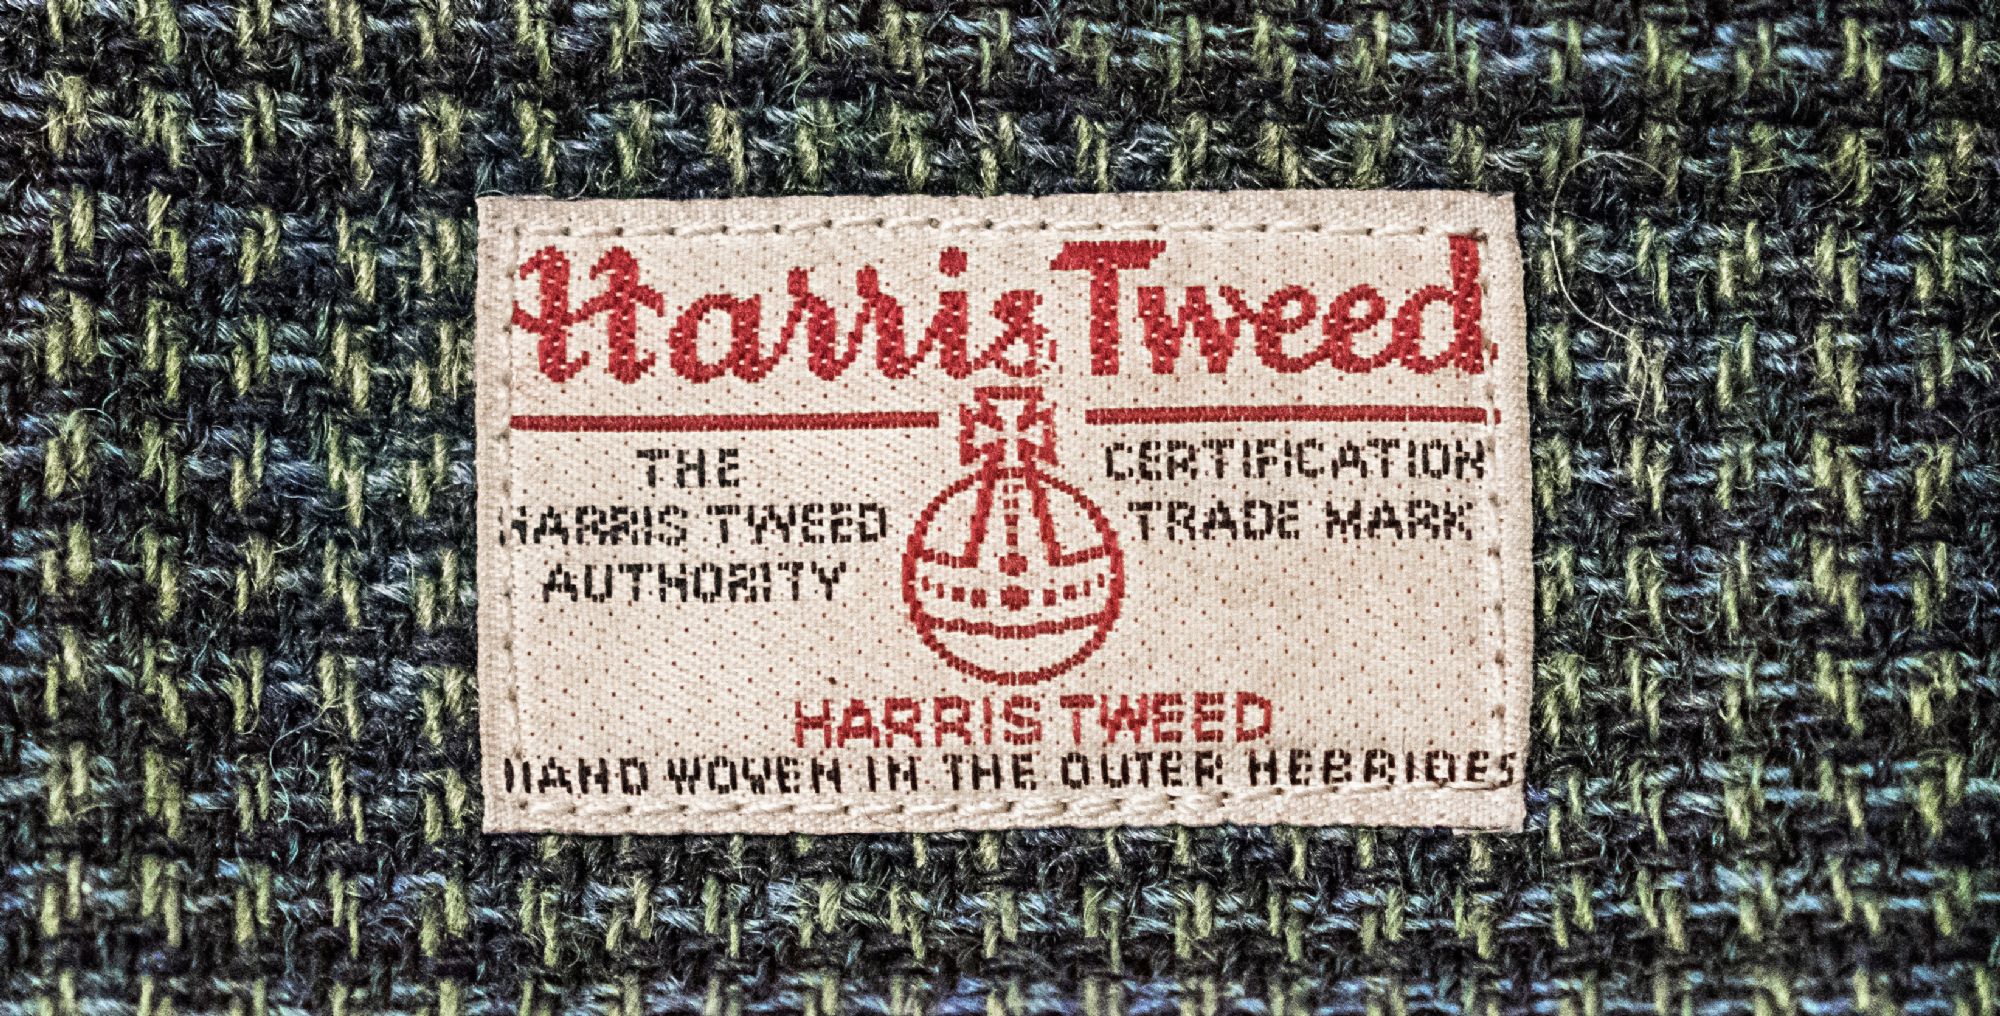 Harris Tweed
THE
HARRIS TWEED
AUTHORITY
CERTIFICATION
TRADE MARK
HARRIS TWEED
HAND WOVEN IN THE OUTER HEBRIDES